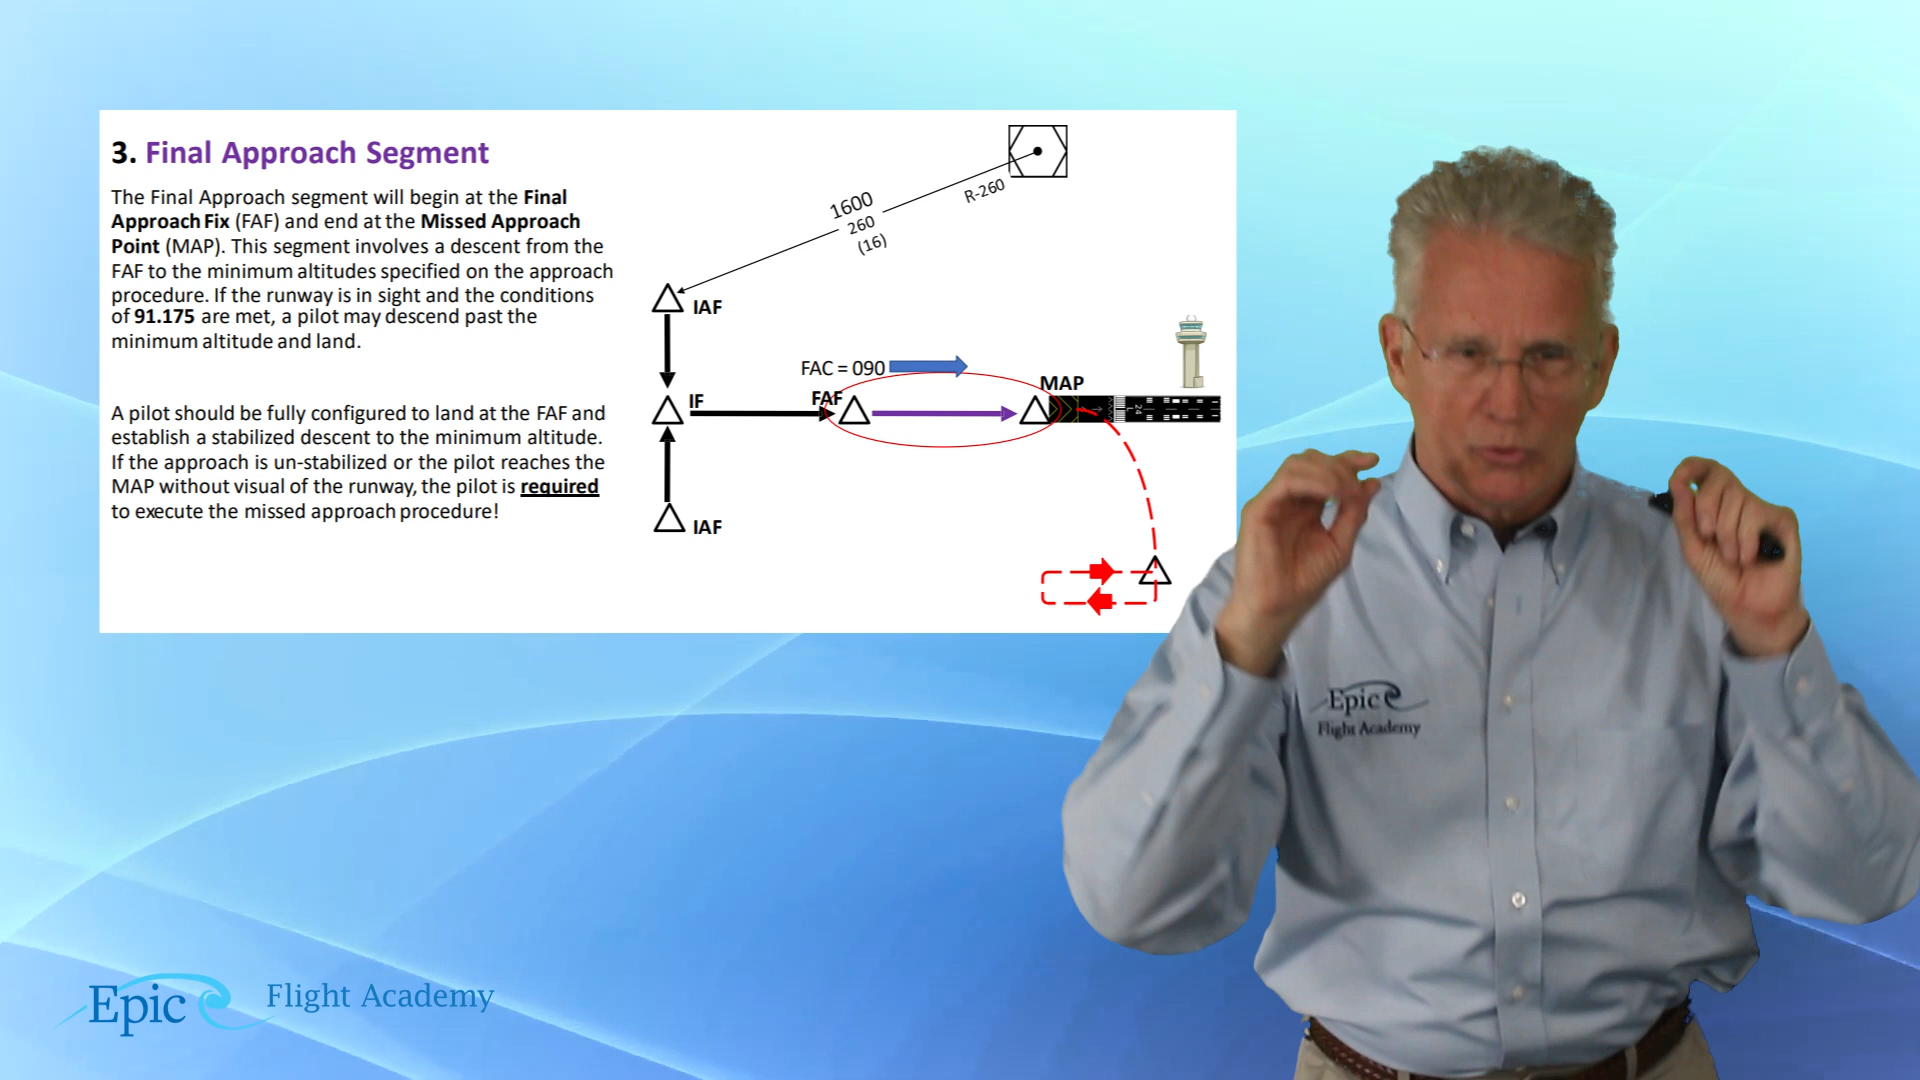 3. Final Approach Segment
The Final Approach segment will begin at the Final
Approach Fix (FAF) and end at the Missed Approach
Point (MAP). This segment involves a descent from the
FAF to the minimum altitudes specified on the approach
procedure. If the runway is in sight and the conditions
of 91.175 are met, a pilot may descend past the
minimum altitude and land.
A pilot should be fully configured to land at the FAF and
establish a stabilized descent to the minimum altitude.
If the approach is un-stabilized or the pilot reaches the
MAP without visual of the runway, the pilot is required
to execute the missed approach procedure!
1600
260
(16)
R-260
IAF
FAC = 090
IF
FAF
MAP
24
L
IAF
Epic
Flight Academy
Epic Flight Academy